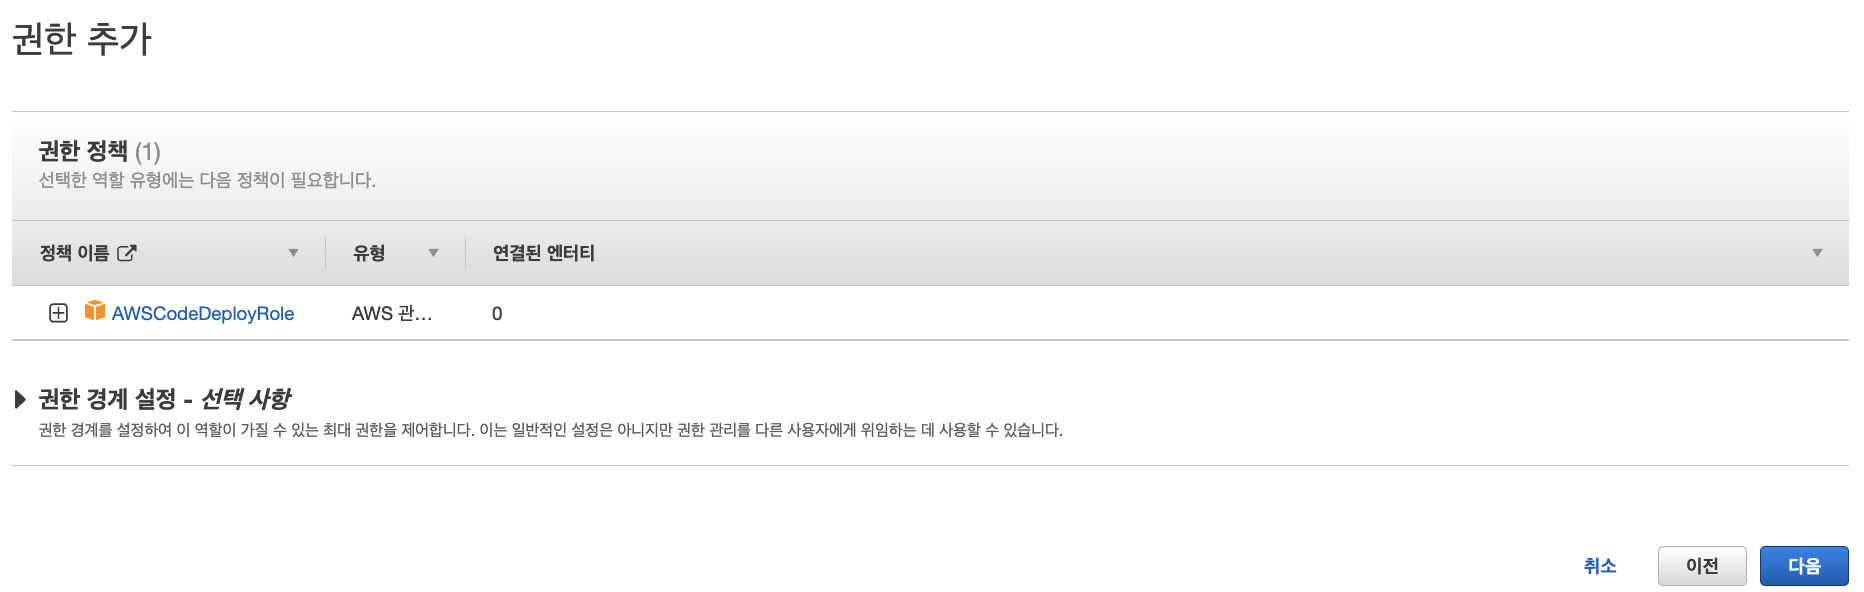 권한 추가
권한 정책 (1)
선택한 역할 유형에는 다음 정책이 필요합니다.
정책 이름 유형 연결된 엔터티
AWSCodeDeployRole AWS 관... 0
권한 경계 설정 - 선택 사항
권한 경계를 설정하여 이 역할이 가질 수 있는 최대 권한을 제어합니다. 이는 일반적인 설정은 아니지만 권한 관리를 다른 사용자에게 위임하는 데 사용할 수 있습니다.
취소 이전 다음